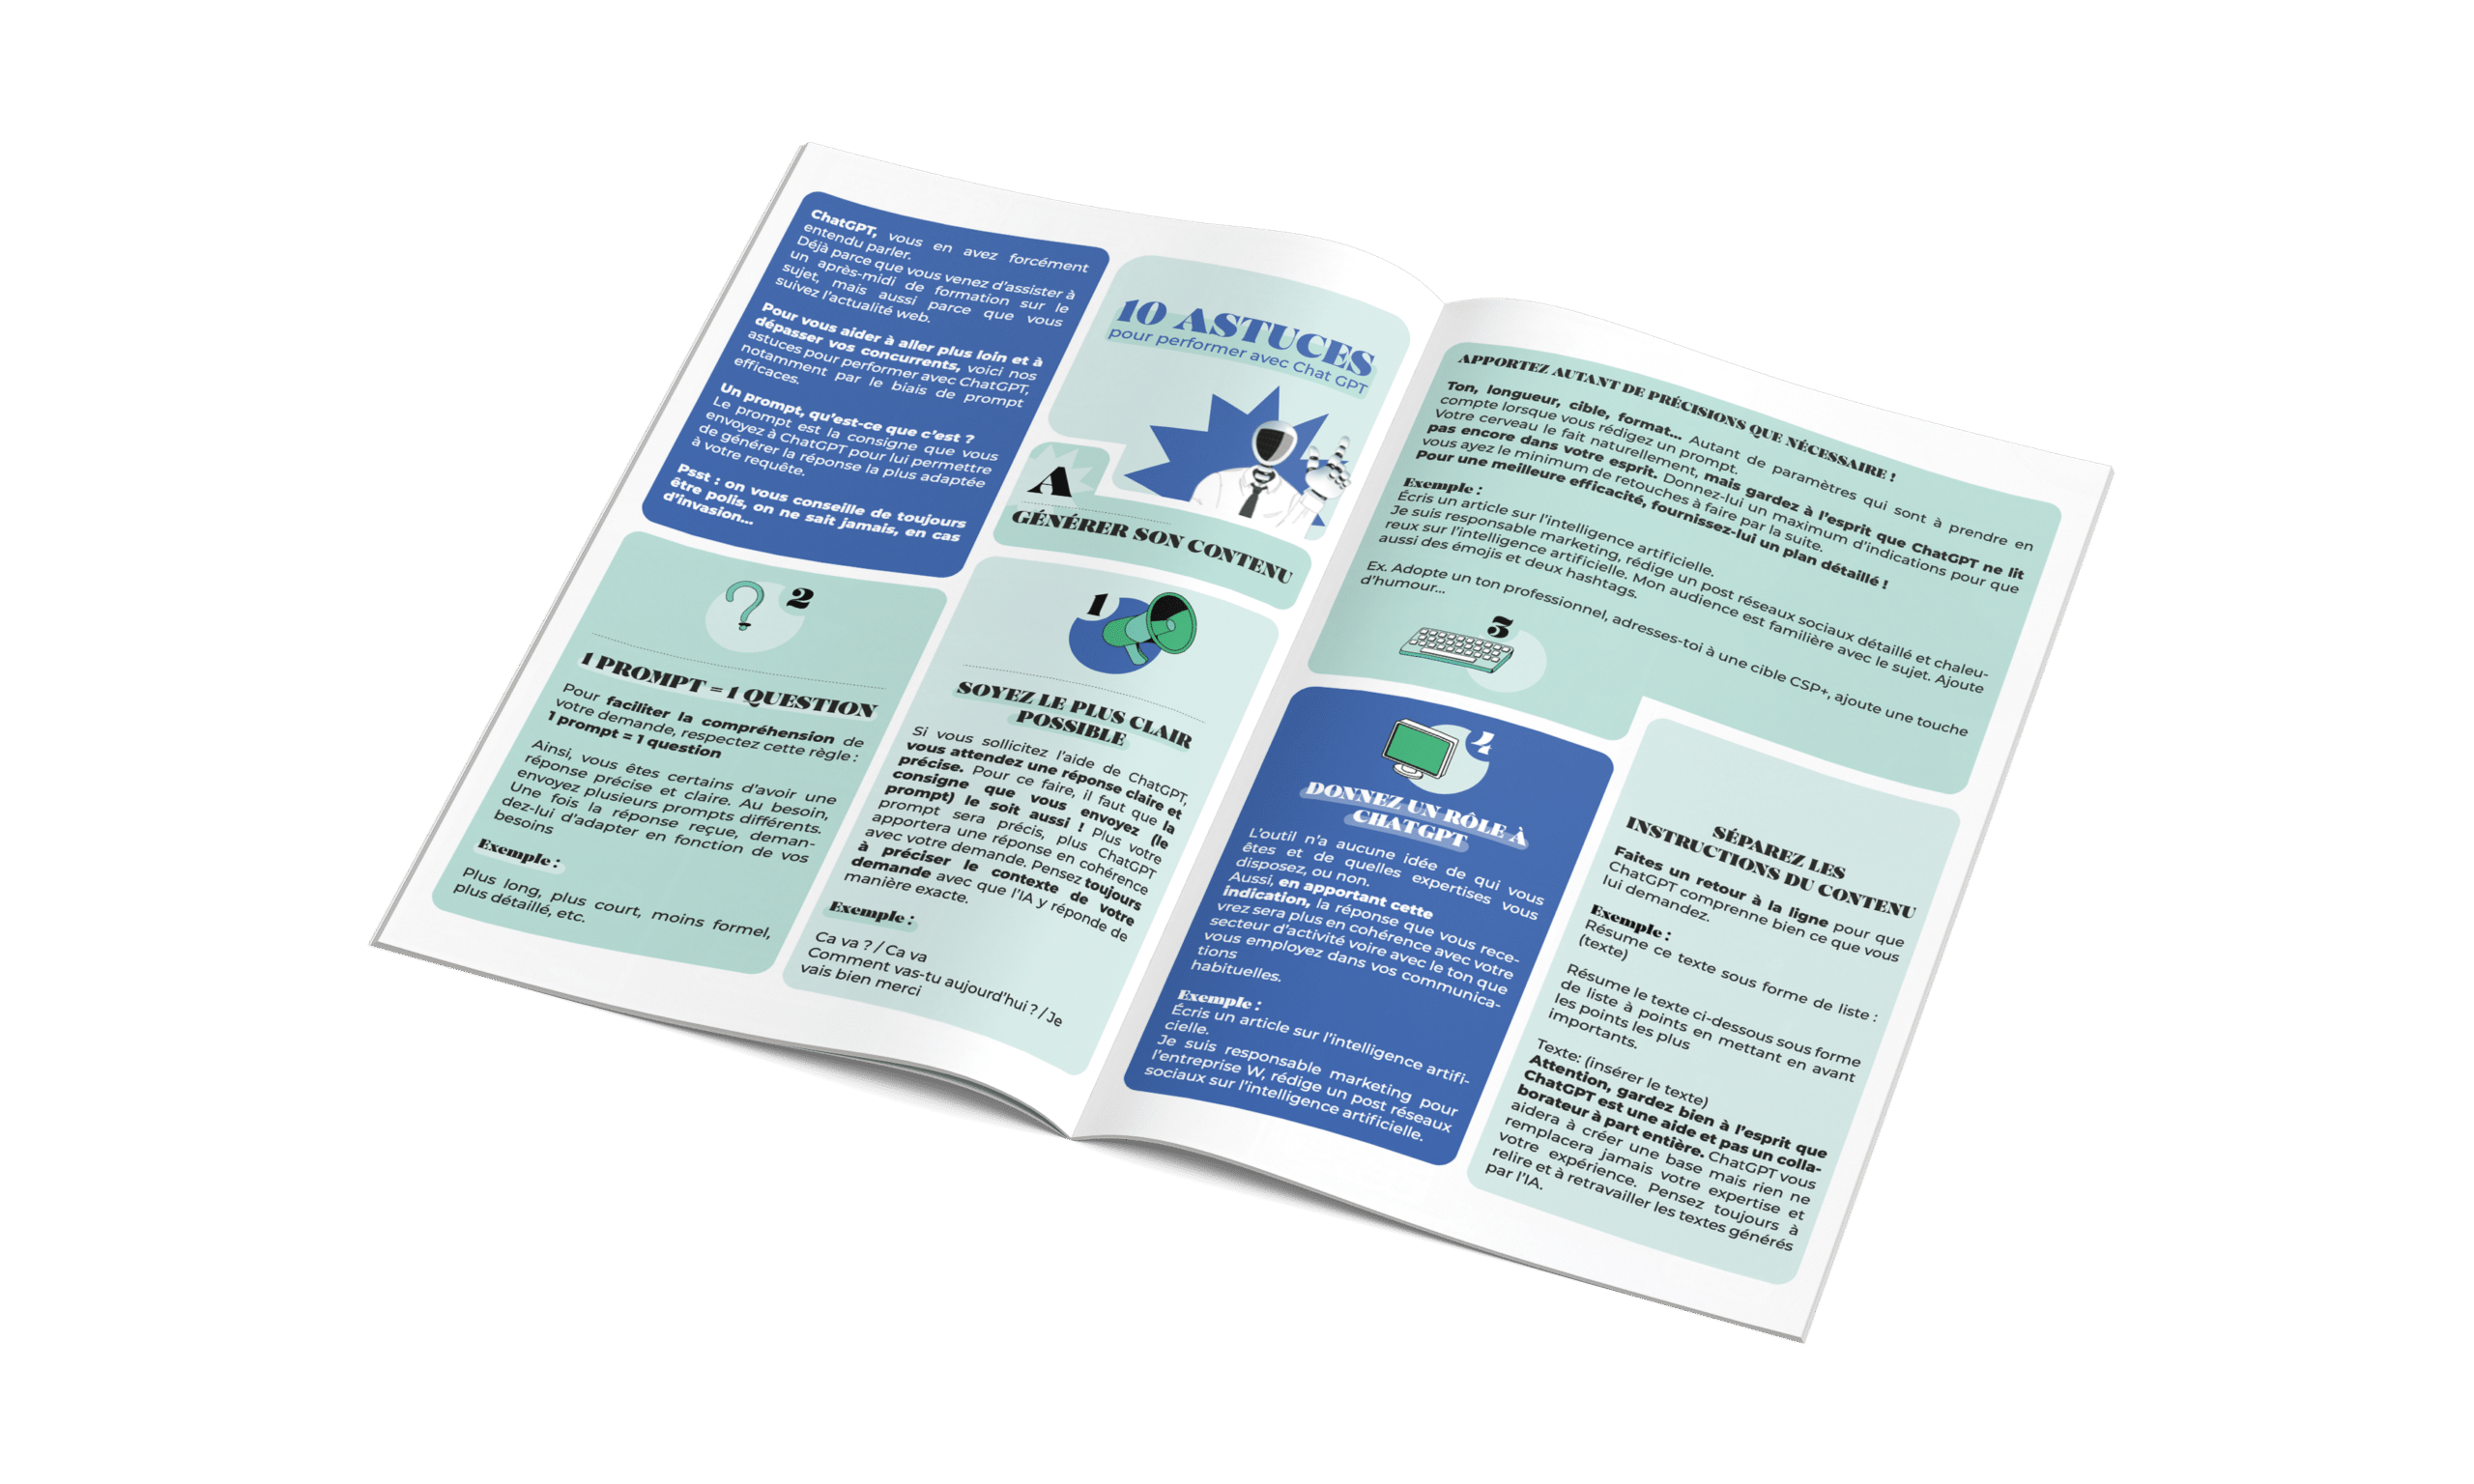 ChatGPT, vous en avez forcément
entendu parler.
Déjà parce que vous venez d'assister à
un après-midi de formation sur le
sujet, mais aussi parce que vous
suivez l'actualité web.
Pour vous aider à aller plus loin et à
dépasser vos concurrents, voici nos
astuces pour performer avec ChatGPT,
notamment par le biais de prompt
efficaces.
Un prompt, qu'est-ce que c'est ?
Le prompt est la consigne que vous
envoyez à ChatGPT pour lui permettre
de générer la réponse la plus adaptée
à votre requête.
Psst : on vous conseille de toujours
être polis, on ne sait jamais, en cas
d'invasion...
10 ASTUCES
pour performer avec Chat GPT
A
GÉNÉRER SON CONTENU
1
SOYEZ LE PLUS CLAIR
POSSIBLE
Si vous sollicitez l'aide de ChatGPT,
vous attendez une réponse claire et
précise. Pour ce faire, il faut que la
consigne que vous envoyez (le
prompt) le soit aussi ! Plus votre
prompt sera précis, plus ChatGPT
apportera une réponse en cohérence
avec votre demande. Pensez toujours
à préciser le contexte de votre
demande avec que l'IA y réponde de
manière exacte.
Exemple :
Ca va ? / Ca va
Comment vas-tu aujourd'hui ? / Je
vais bien merci
2
1 PROMPT = 1 QUESTION
Pour faciliter la compréhension de
votre demande, respectez cette règle :
1 prompt = 1 question
Ainsi, vous êtes certains d'avoir une
réponse précise et claire. Au besoin,
envoyez plusieurs prompts différents.
Une fois la réponse reçue, deman-
dez-lui d'adapter en fonction de vos
besoins
Exemple :
Plus long, plus court, moins formel,
plus détaillé, etc.
APPORTEZ AUTANT DE PRÉCISIONS QUE NÉCESSAIRE !
Ton, longueur, cible, format... Autant de paramètres qui sont à prendre en
compte lorsque vous rédigez un prompt.
Votre cerveau le fait naturellement, mais gardez à l'esprit que ChatGPT ne lit
pas encore dans votre esprit. Donnez-lui un maximum d'indications pour que
vous ayez le minimum de retouches à faire par la suite.
Pour une meilleure efficacité, fournissez-lui un plan détaillé !
Exemple :
Écris un article sur l'intelligence artificielle.
Je suis responsable marketing, rédige un post réseaux sociaux détaillé et chaleu-
reux sur l'intelligence artificielle. Mon audience est familière avec le sujet. Ajoute
aussi des émojis et deux hashtags.
Ex. Adopte un ton professionnel, adresses-toi à une cible CSP+, ajoute une touche
d'humour...
3
4
DONNEZ UN RÔLE À
CHATGPT
L'outil n'a aucune idée de qui vous
êtes et de quelles expertises vous
disposez, ou non.
Aussi, en apportant cette
indication, la réponse que vous rece-
vrez sera plus en cohérence avec votre
secteur d'activité voire avec le ton que
vous employez dans vos communica-
tions
habituelles.
Exemple :
Écris un article sur l'intelligence artifi-
cielle.
Je suis responsable marketing pour
l'entreprise W, rédige un post réseaux
sociaux sur l'intelligence artificielle.
SÉPAREZ LES
INSTRUCTIONS DU CONTENU
Faites un retour à la ligne pour que
ChatGPT comprenne bien ce que vous
lui demandez.
Exemple :
Résume ce texte sous forme de liste :
(texte)
Résume le texte ci-dessous sous forme
de liste à points en mettant en avant
les points les plus
importants.
Texte: (insérer le texte)
Attention, gardez bien à l'esprit que
ChatGPT est une aide et pas un colla-
borateur à part entière. ChatGPT vous
aidera à créer une base mais rien ne
remplacera jamais votre expertise et
votre expérience. Pensez toujours à
relire et à retravailler les textes générés
par l'IA.